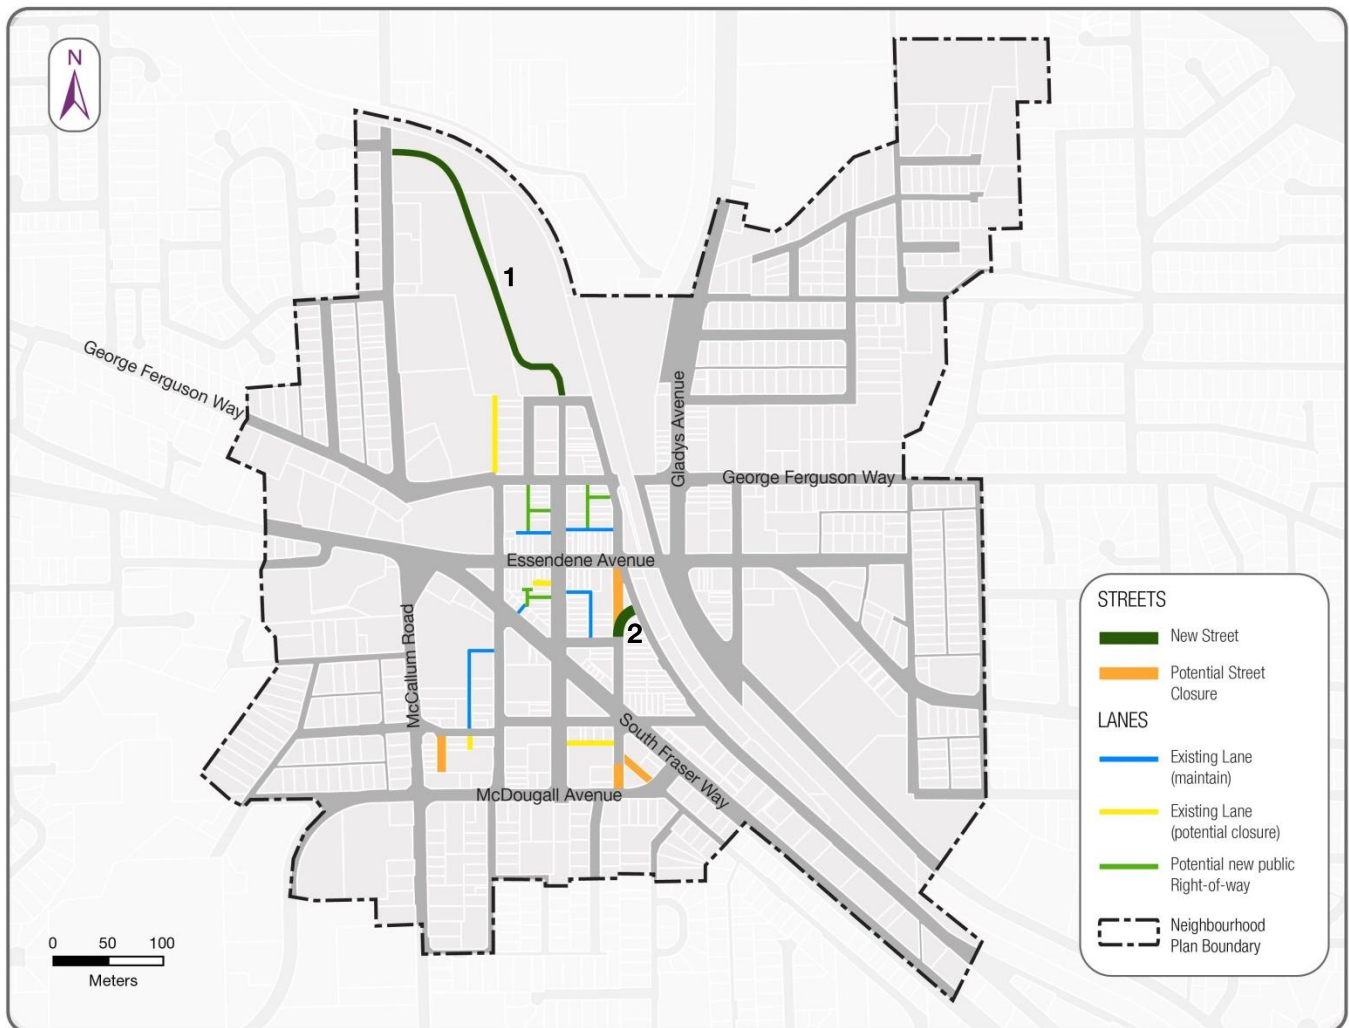 N
1
George Ferguson Way
Gladys Avenue
George Ferguson Way
Essendene Avenue
2
McCallum Road
South Fraser Way
McDougall Avenue
0 50 100
Meters
STREETS
New Street
Potential Street
Closure
LANES
Existing Lane
(maintain)
Existing Lane
(potential closure)
Potential new public
Right-of-way
Neighbourhood
Plan Boundary